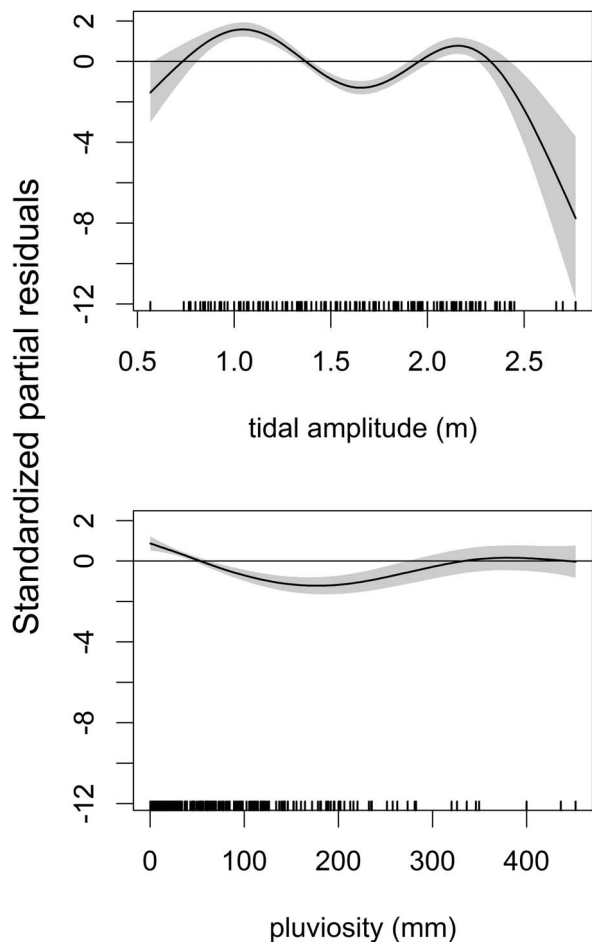 Standardized partial residuals
2
0
-4
-8
-12
0.5 1.0 1.5 2.0 2.5
tidal amplitude (m)
2
0
-4
-8
-12
0 100 200 300 400
pluviosity (mm)